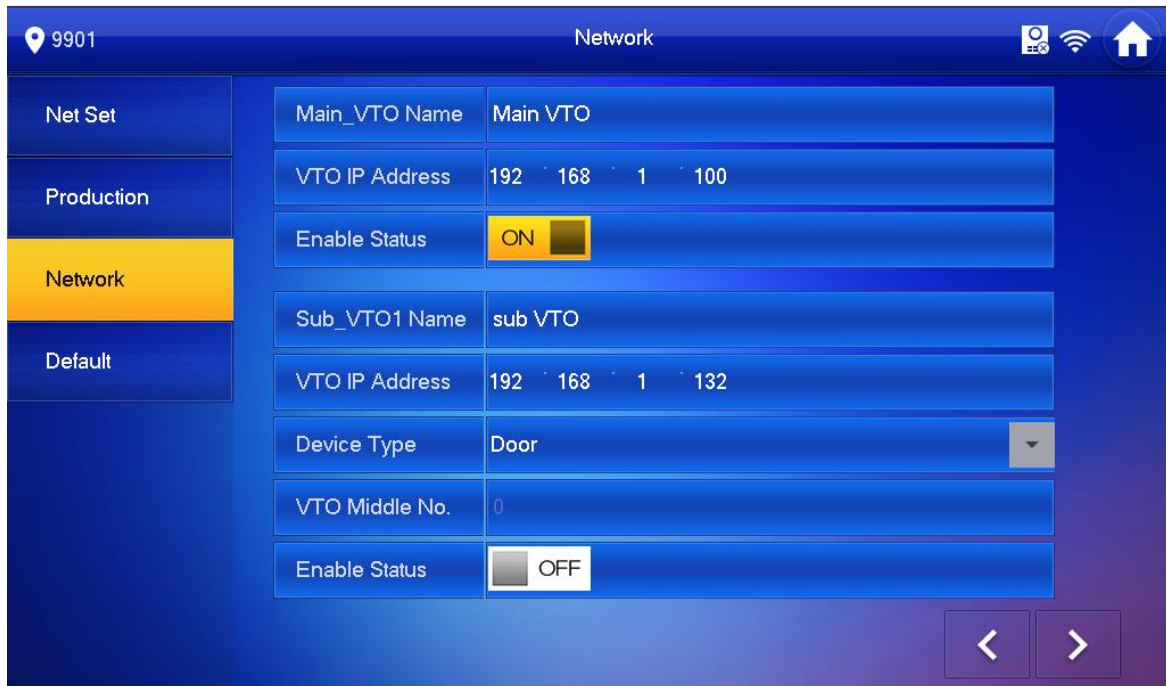 9901
Network
Net Set
Production
Network
Default
Main_VTO Name Main VTO
VTO IP Address 192 . 168 . 1 . 100
Enable Status ON
Sub_VTO1 Name sub VTO
VTO IP Address 192 . 168 . 1 . 132
Device Type Door
VTO Middle No. 0
Enable Status OFF